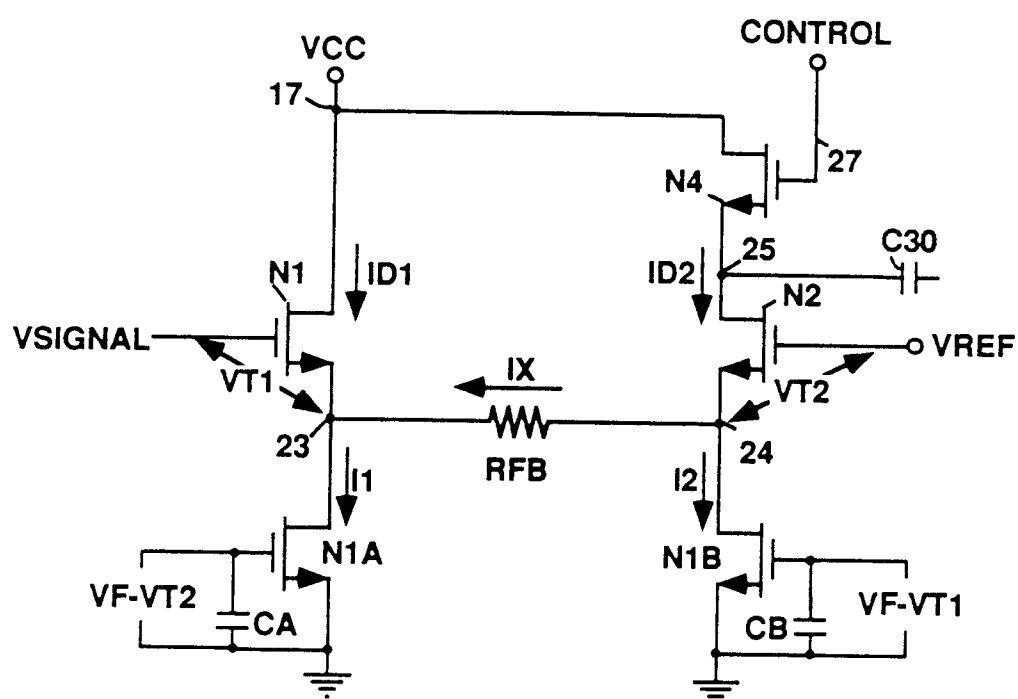 VCC
CONTROL
17
27
N4
25
C30
N1
ID1
ID2
N2
VSIGNAL
VREF
VT1
IX
VT2
23
RFB
24
I1
I2
N1A
N1B
VF-VT2
CA
CB
VF-VT1